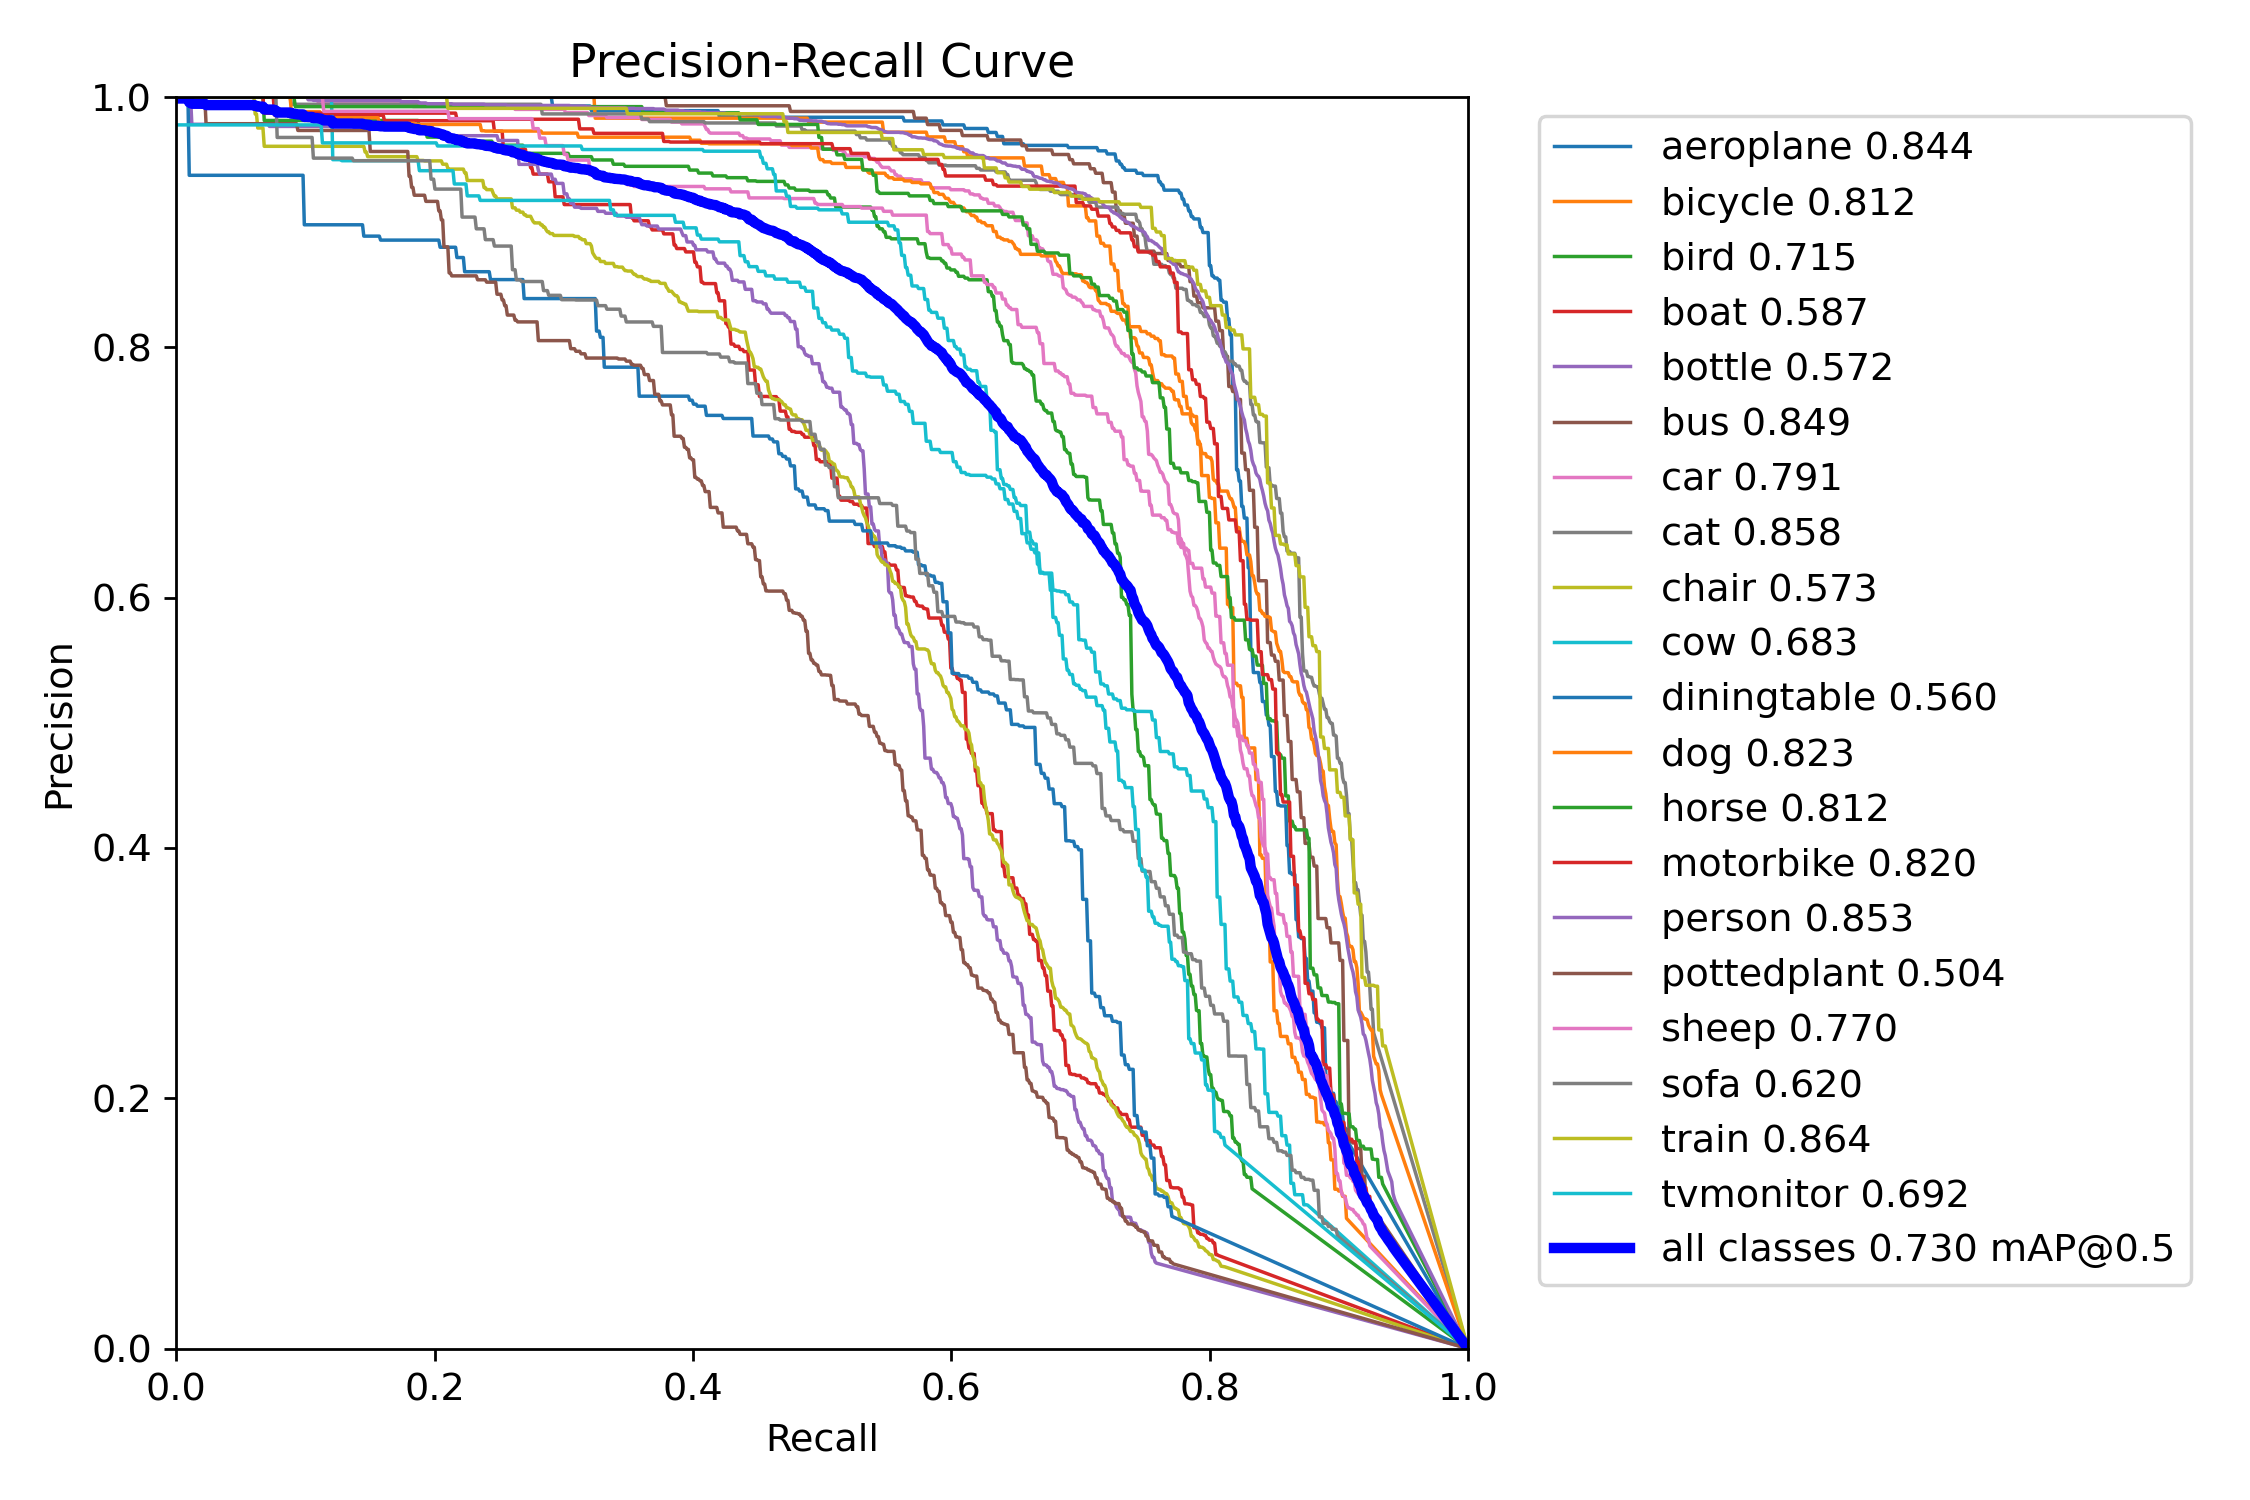 Precision-Recall Curve
1.0
0.8
0.6
0.4
0.2
0.0
Precision
0.0 0.2 0.4 0.6 0.8 1.0
Recall
aeroplane 0.844
bicycle 0.812
bird 0.715
boat 0.587
bottle 0.572
bus 0.849
car 0.791
cat 0.858
chair 0.573
cow 0.683
diningtable 0.560
dog 0.823
horse 0.812
motorbike 0.820
person 0.853
pottedplant 0.504
sheep 0.770
sofa 0.620
train 0.864
tvmonitor 0.692
all classes 0.730 mAP@0.5